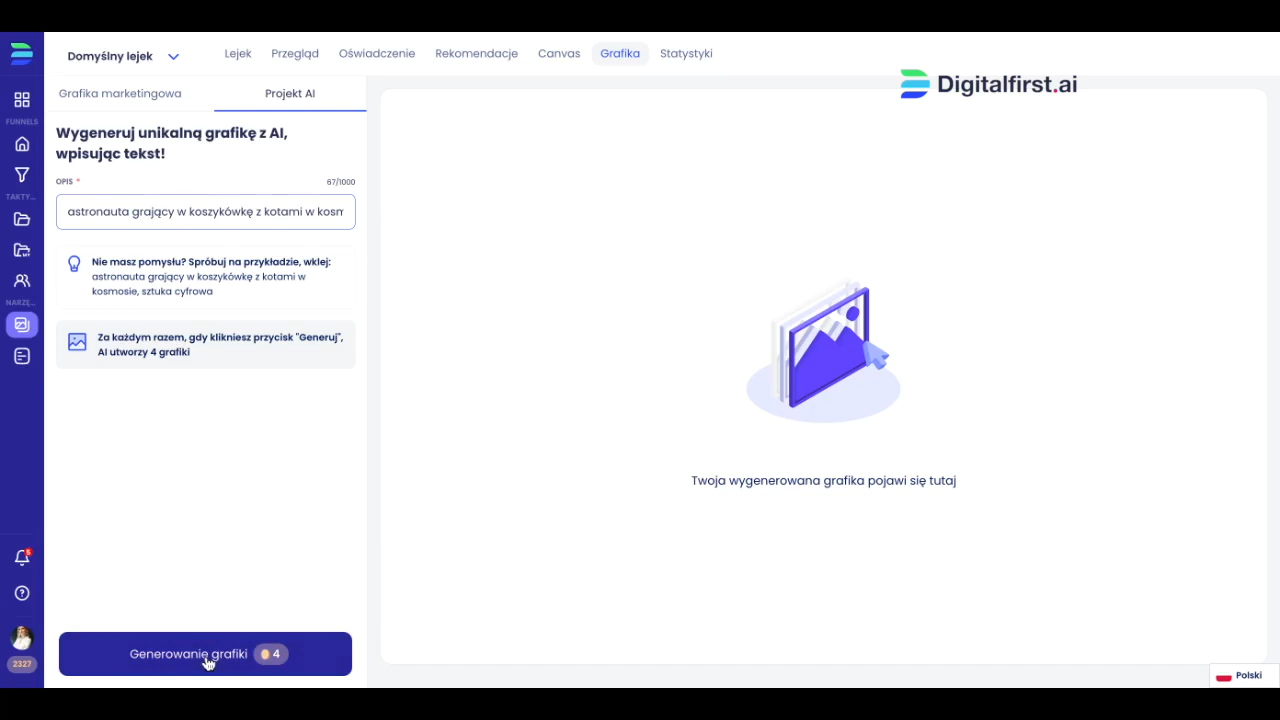 Domyślny lejek
Lejek
Przegląd
Oświadczenie
Rekomendacje
Canvas
Grafika
Statystyki
Digitalfirst.ai
FUNNELS
TAKTY...
NARZĘ...
5
2327
Grafika marketingowa
Projekt AI
Wygeneruj unikalną grafikę z AI,
wpisując tekst!
OPIS *
67/1000
astronauta grający w koszykówkę z kotami w kosm
Nie masz pomysłu? Spróbuj na przykładzie, wklej:
astronauta grający w koszykówkę z kotami w
kosmosie, sztuka cyfrowa
Za każdym razem, gdy klikniesz przycisk "Generuj",
AI utworzy 4 grafiki
Generowanie grafiki 4
Twoja wygenerowana grafika pojawi się tutaj
Polski